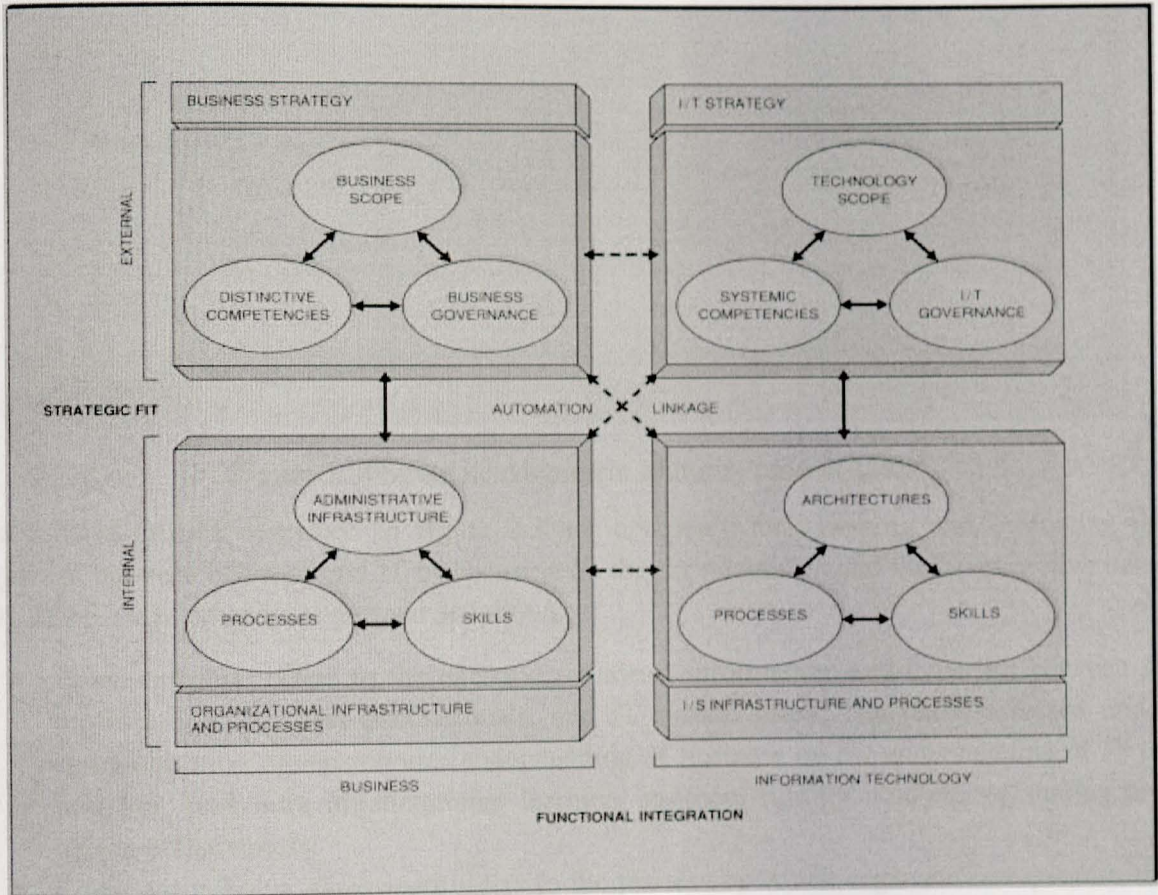 BUSINESS STRATEGY
I/T STRATEGY
EXTERNAL
BUSINESS
SCOPE
DISTINCTIVE
COMPETENCIES
BUSINESS
GOVERNANCE
TECHNOLOGY
SCOPE
SYSTEMIC
COMPETENCIES
I/T
GOVERNANCE
STRATEGIC FIT
AUTOMATION
LINKAGE
INTERNAL
ADMINISTRATIVE
INFRASTRUCTURE
PROCESSES
SKILLS
ARCHITECTURES
PROCESSES
SKILLS
ORGANIZATIONAL INFRASTRUCTURE
AND PROCESSES
I/S INFRASTRUCTURE AND PROCESSES
BUSINESS
INFORMATION TECHNOLOGY
FUNCTIONAL INTEGRATION